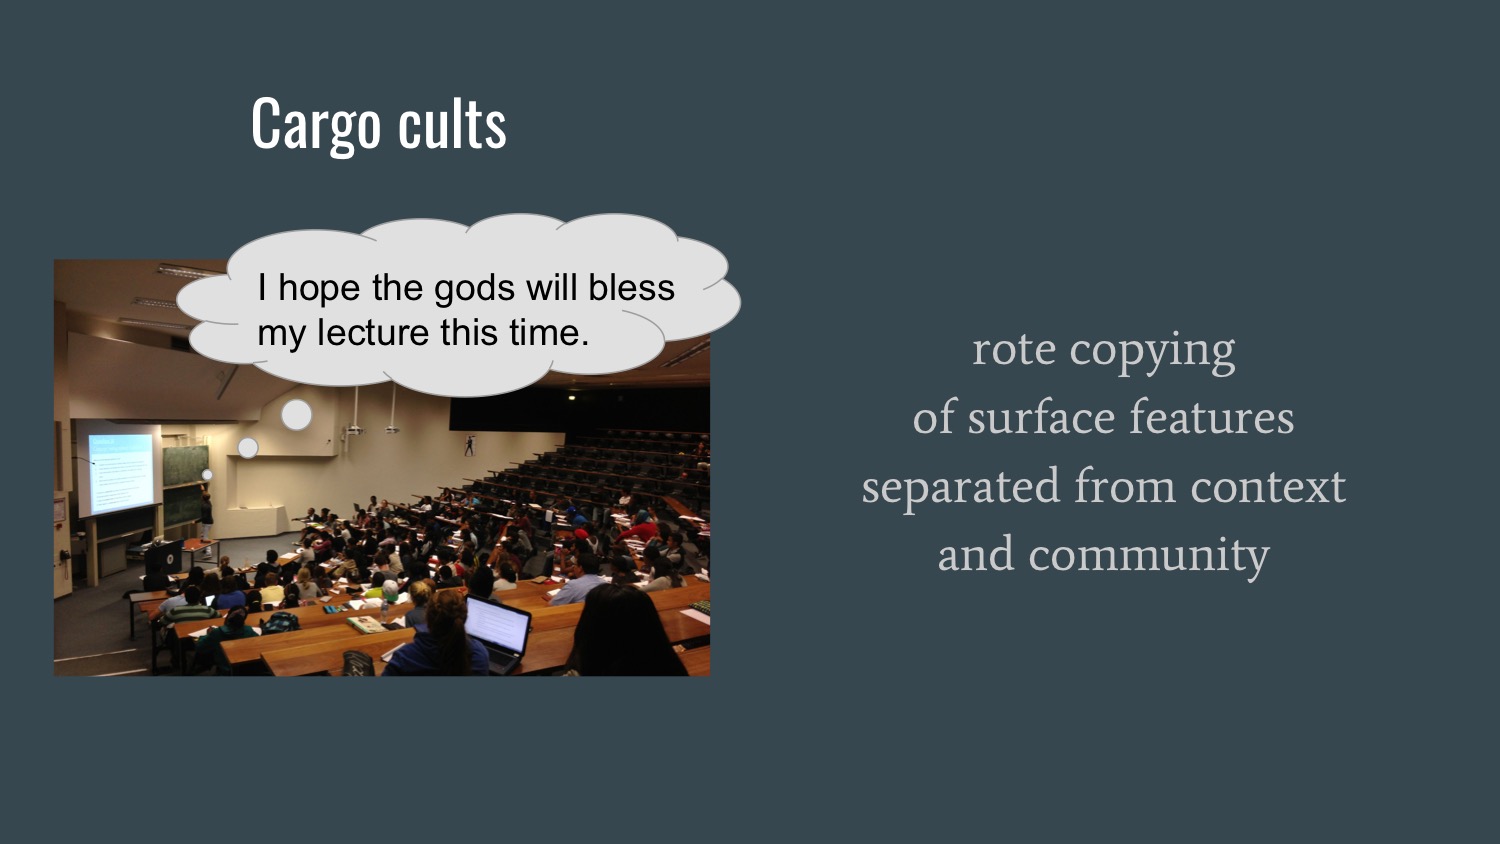 Cargo cults
I hope the gods will bless
my lecture this time.
rote copying
of surface features
separated from context
and community